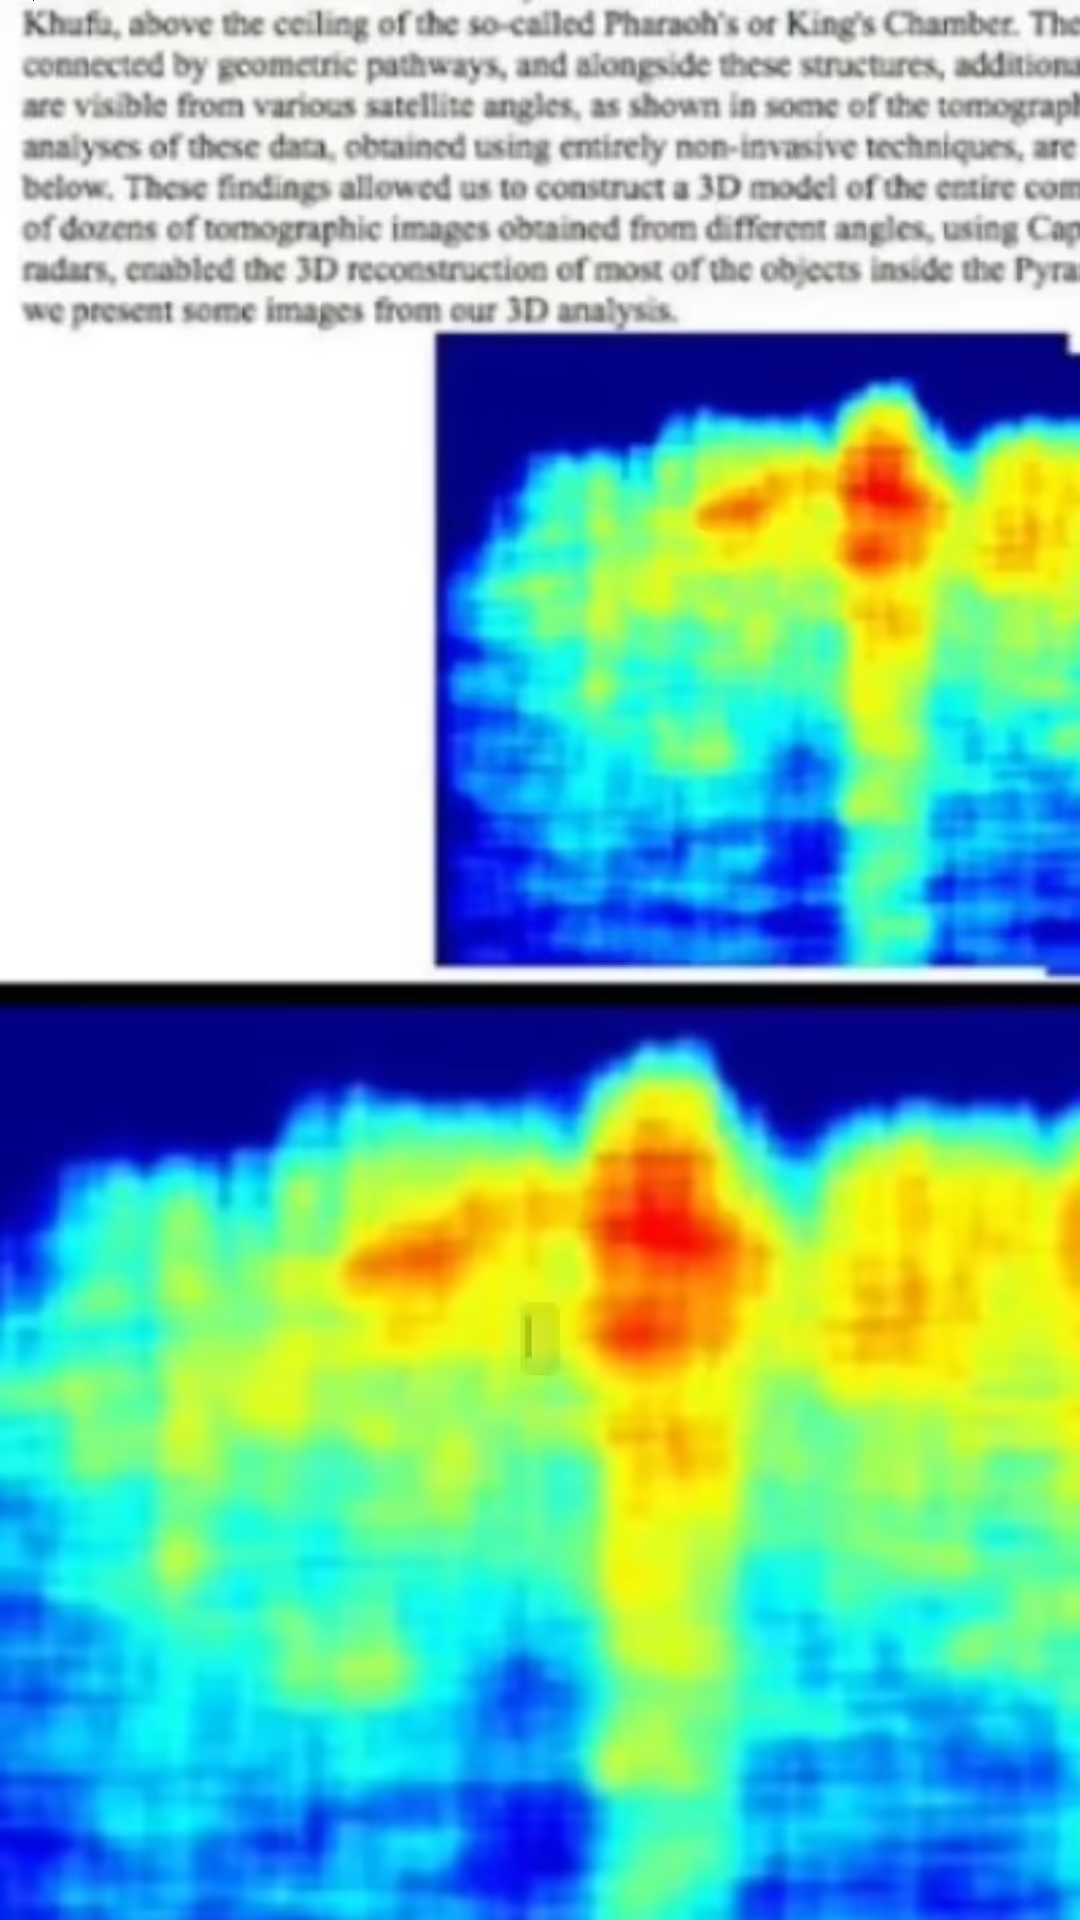 Khufu, above the ceiling of the so-called Pharaoh's or King's Chamber. The
connected by geometric pathways, and alongside these structures, additiona
are visible from various satellite angles, as shown in some of the tomograph
analyses of these data, obtained using entirely non-invasive techniques, are
below. These findings allowed us to construct a 3D model of the entire com
of dozens of tomographic images obtained from different angles, using Cap
radars, enabled the 3D reconstruction of most of the objects inside the Pyra
we present some images from our 3D analysis.